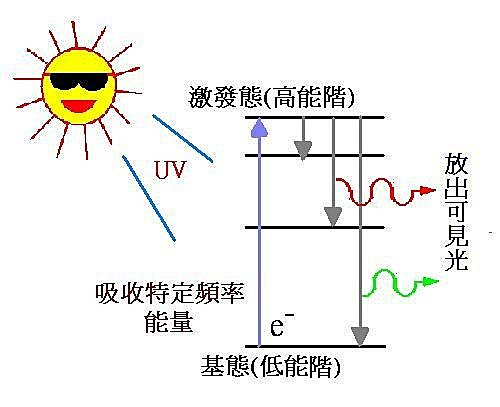 激發態(高能階)
UV
放出可見光
吸收特定頻率
能量
e⁻
基態(低能階)